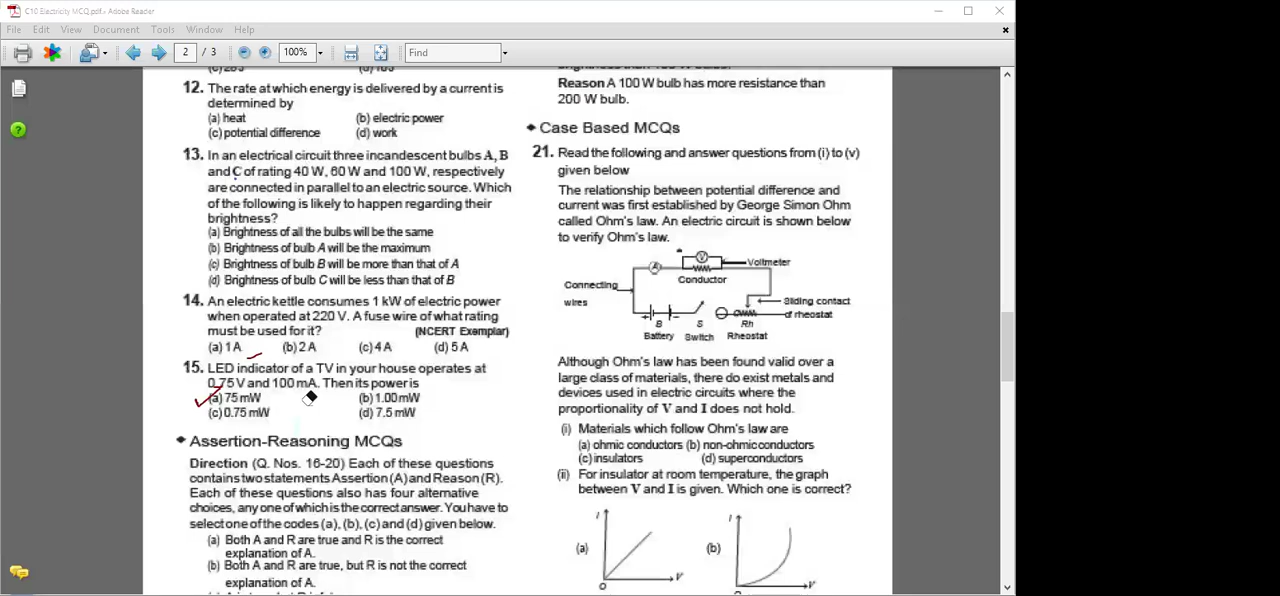 C10 Electricity MCQ.pdf - Adobe Reader
File Edit View Document Tools Window Help
2 / 3 100% Find
12. The rate at which energy is delivered by a current is
determined by
(a) heat (b) electric power
(c) potential difference (d) work
13. In an electrical circuit three incandescent bulbs A, B
and C of rating 40 W, 60 W and 100 W, respectively
are connected in parallel to an electric source. Which
of the following is likely to happen regarding their
brightness?
(a) Brightness of all the bulbs will be the same
(b) Brightness of bulb A will be the maximum
(c) Brightness of bulb B will be more than that of A
(d) Brightness of bulb C will be less than that of B
14. An electric kettle consumes 1 kW of electric power
when operated at 220 V. A fuse wire of what rating
must be used for it? (NCERT Exemplar)
(a) 1 A (b) 2 A (c) 4 A (d) 5 A
15. LED indicator of a TV in your house operates at
0.75 V and 100 mA. Then its power is
(a) 75 mW (b) 1.00 mW
(c) 0.75 mW (d) 7.5 mW
Assertion-Reasoning MCQs
Direction (Q. Nos. 16-20) Each of these questions
contains two statements Assertion (A) and Reason (R).
Each of these questions also has four alternative
choices, any one of which is the correct answer. You have to
select one of the codes (a), (b), (c) and (d) given below.
(a) Both A and R are true and R is the correct
explanation of A.
(b) Both A and R are true, but R is not the correct
explanation of A.
Reason A 100 W bulb has more resistance than
200 W bulb.
Case Based MCQs
21. Read the following and answer questions from (i) to (v)
given below
The relationship between potential difference and
current was first established by George Simon Ohm
called Ohm's law. An electric circuit is shown below
to verify Ohm's law.
V
Voltmeter
A
Conductor
Connecting
wires
Sliding contact
of rheostat
+ -
B S Rh
Battery Switch Rheostat
Although Ohm's law has been found valid over a
large class of materials, there do exist metals and
devices used in electric circuits where the
proportionality of V and I does not hold.
(i) Materials which follow Ohm's law are
(a) ohmic conductors (b) non-ohmic conductors
(c) insulators (d) superconductors
(ii) For insulator at room temperature, the graph
between V and I is given. Which one is correct?
I I
(a) (b)
V V
O